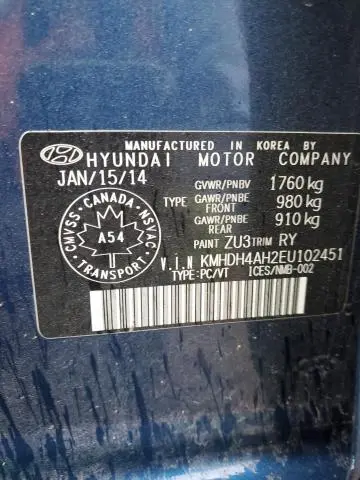 MANUFACTURED IN KOREA BY
HYUNDAI MOTOR COMPANY
JAN/15/14
GVWR/PNBV 1760 kg
TYPE GAWR/PNBE FRONT 980 kg
GAWR/PNBE REAR 910 kg
PAINT ZU3 TRIM RY
V.I.N KMHDH4AH2EU102451
TYPE:PC/VT ICES/NMB-002
CMVSS · CANADA · NSVAC
A54
TRANSPORT